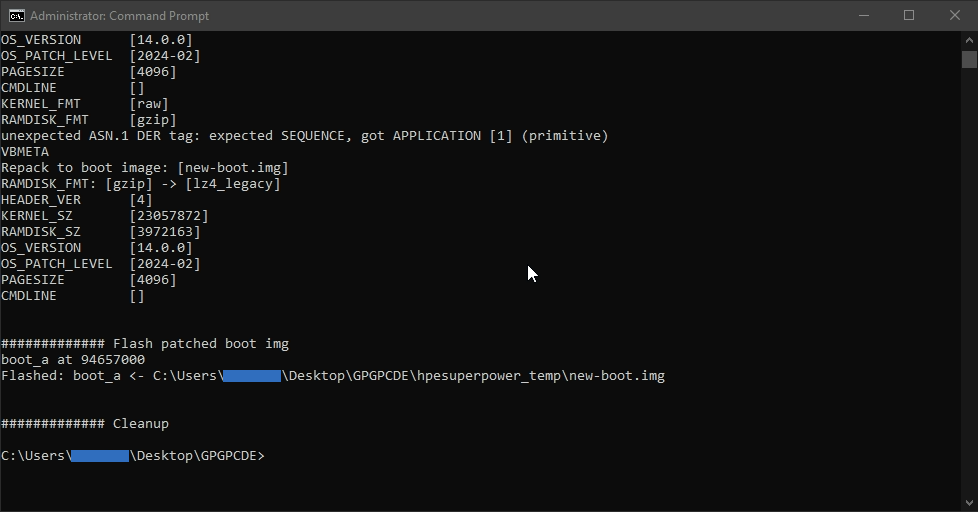 Administrator: Command Prompt
OS_VERSION [14.0.0]
OS_PATCH_LEVEL [2024-02]
PAGESIZE [4096]
CMDLINE []
KERNEL_FMT [raw]
RAMDISK_FMT [gzip]
unexpected ASN.1 DER tag: expected SEQUENCE, got APPLICATION [1] (primitive)
VBMETA
Repack to boot image: [new-boot.img]
RAMDISK_FMT: [gzip] -> [lz4_legacy]
HEADER_VER [4]
KERNEL_SZ [23057872]
RAMDISK_SZ [3972163]
OS_VERSION [14.0.0]
OS_PATCH_LEVEL [2024-02]
PAGESIZE [4096]
CMDLINE []
############# Flash patched boot img
boot_a at 94657000
Flashed: boot_a <- C:\Users\ \Desktop\GPGPCDE\hpesuperpower_temp\new-boot.img
############# Cleanup
C:\Users\ \Desktop\GPGPCDE>